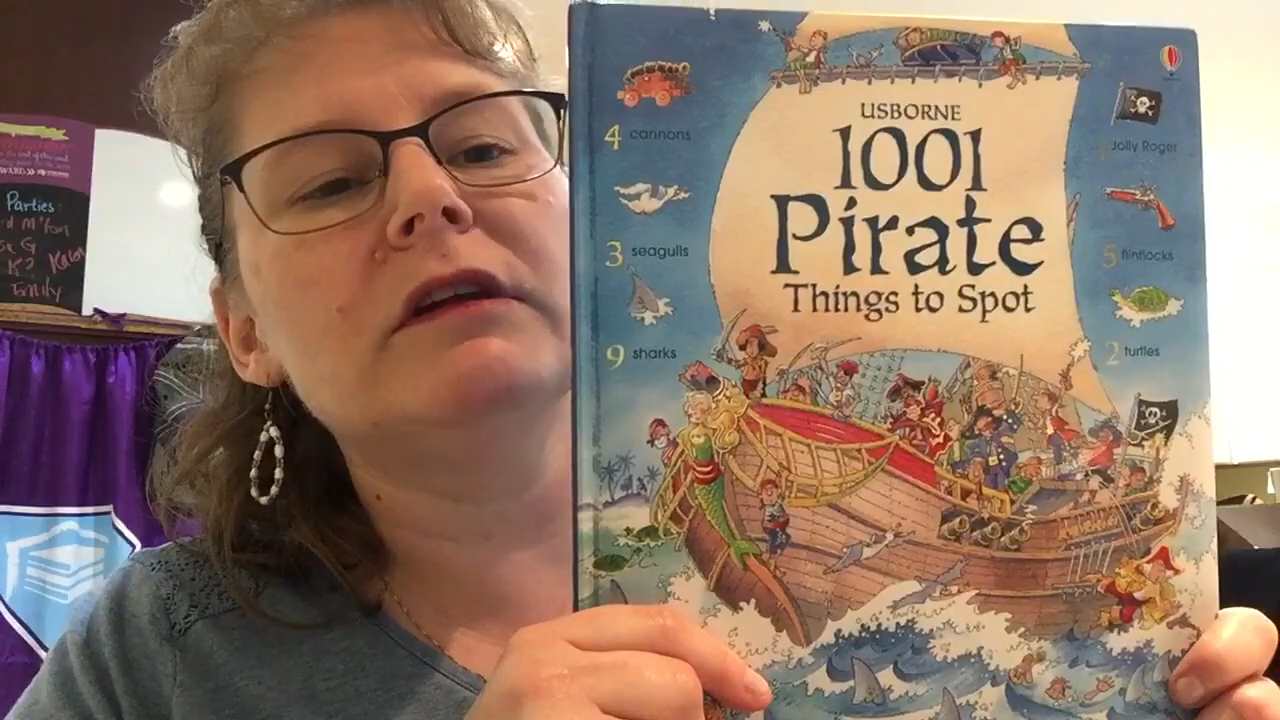 USBORNE
1001
Pirate
Things to Spot
4 cannons
3 seagulls
9 sharks
Jolly Roger
5 flintlocks
2 turtles
Parties:
Emily